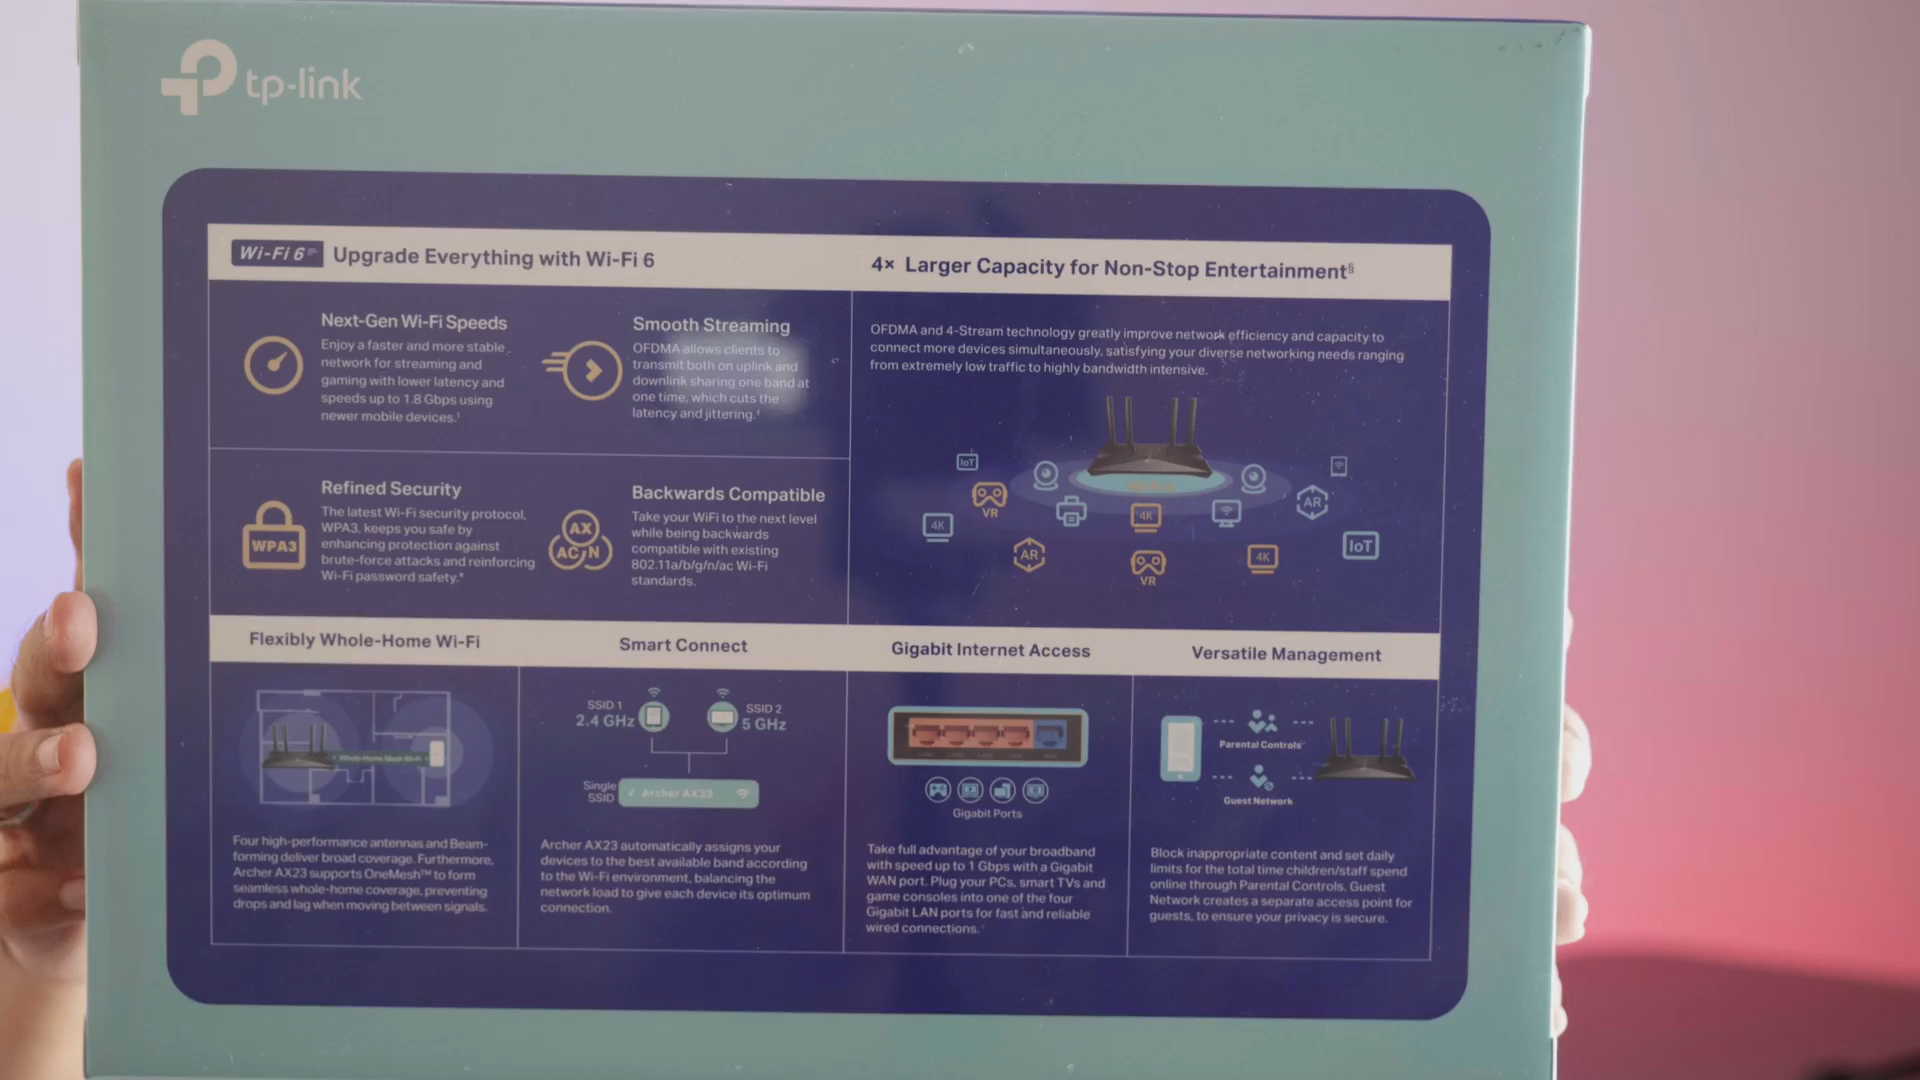 tp-link
Wi-Fi 6 Upgrade Everything with Wi-Fi 6
4× Larger Capacity for Non-Stop Entertainment§
Next-Gen Wi-Fi Speeds
Enjoy a faster and more stable
network for streaming and
gaming with lower latency and
speeds up to 1.8 Gbps using
newer mobile devices.†
Smooth Streaming
OFDMA allows clients to
transmit both on uplink and
downlink sharing one band at
one time, which cuts the
latency and jittering.‡
OFDMA and 4-Stream technology greatly improve network efficiency and capacity to
connect more devices simultaneously, satisfying your diverse networking needs ranging
from extremely low traffic to highly bandwidth intensive.
WPA3
Refined Security
The latest Wi-Fi security protocol,
WPA3, keeps you safe by
enhancing protection against
brute-force attacks and reinforcing
Wi-Fi password safety.*
AX
AC N
Backwards Compatible
Take your WiFi to the next level
while being backwards
compatible with existing
802.11a/b/g/n/ac Wi-Fi
standards.
IoT
VR
AR
4K
4K
IoT
AR
4K
VR
Flexibly Whole-Home Wi-Fi
Smart Connect
Gigabit Internet Access
Versatile Management
Whole-Home Mesh Wi-Fi
Four high-performance antennas and Beam-
forming deliver broad coverage. Furthermore,
Archer AX23 supports OneMesh™ to form
seamless whole-home coverage, preventing
drops and lag when moving between signals.
SSID 1
2.4 GHz
SSID 2
5 GHz
Single
SSID
√ Archer AX23
Archer AX23 automatically assigns your
devices to the best available band according
to the Wi-Fi environment, balancing the
network load to give each device its optimum
connection.
Gigabit Ports
Take full advantage of your broadband
with speed up to 1 Gbps with a Gigabit
WAN port. Plug your PCs, smart TVs and
game consoles into one of the four
Gigabit LAN ports for fast and reliable
wired connections.
Parental Controls
Guest Network
Block inappropriate content and set daily
limits for the total time children/staff spend
online through Parental Controls. Guest
Network creates a separate access point for
guests, to ensure your privacy is secure.